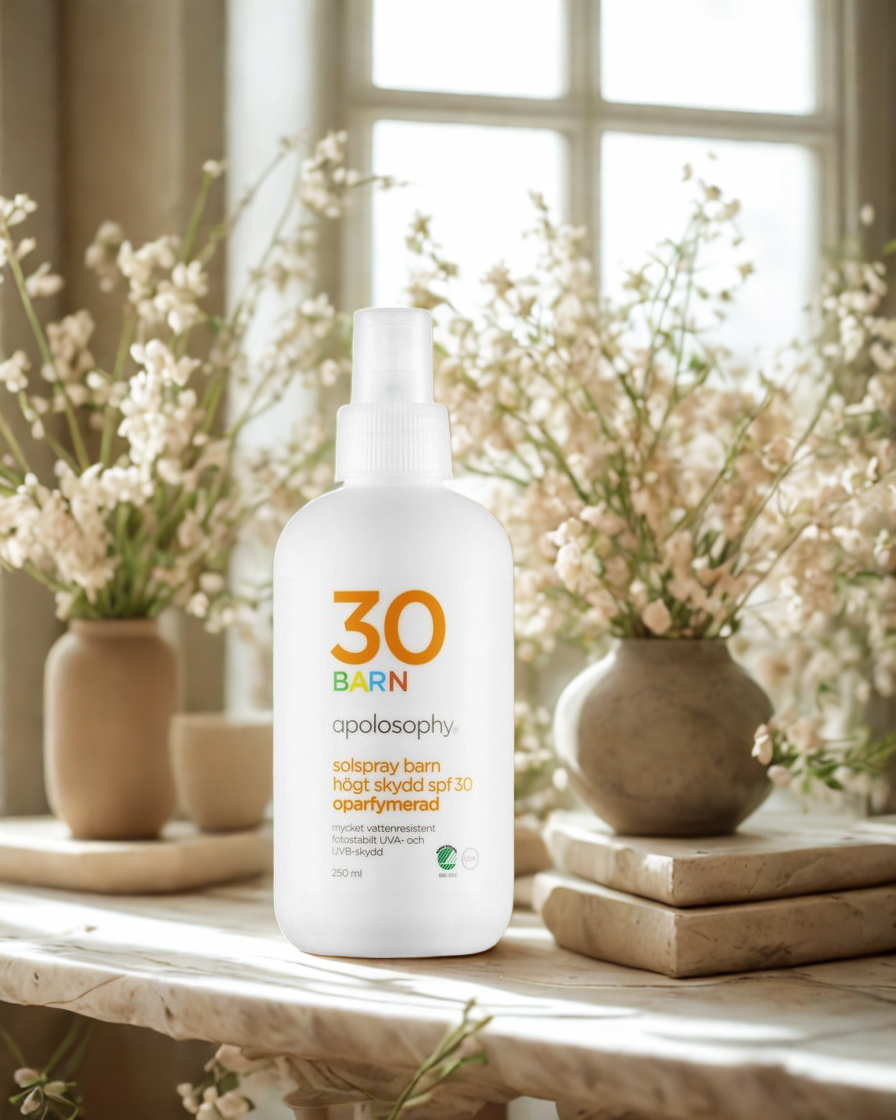 30
BARN
apolosophy®
solspray barn
högt skydd spf 30
oparfymerad
mycket vattenresistent
fotostabilt UVA- och
UVB-skydd
250 ml
UVA